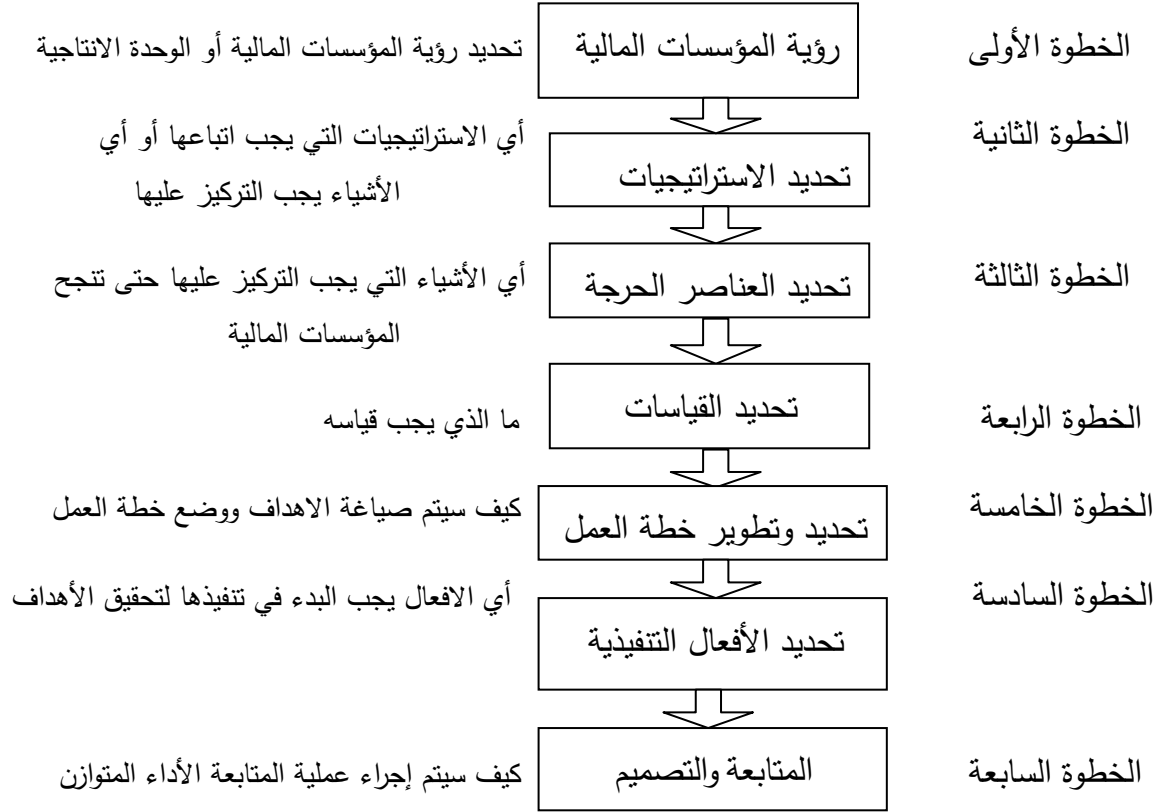 الخطوة الأولى
رؤية المؤسسات المالية
تحديد رؤية المؤسسات المالية أو الوحدة الانتاجية
الخطوة الثانية
تحديد الاستراتيجيات
أي الاستراتيجيات التي يجب اتباعها أو أي
الأشياء يجب التركيز عليها
الخطوة الثالثة
تحديد العناصر الحرجة
أي الأشياء التي يجب التركيز عليها حتى تنجح
المؤسسات المالية
الخطوة الرابعة
تحديد القياسات
ما الذي يجب قياسه
الخطوة الخامسة
تحديد وتطوير خطة العمل
كيف سيتم صياغة الاهداف ووضع خطة العمل
الخطوة السادسة
تحديد الأفعال التنفيذية
أي الافعال يجب البدء في تنفيذها لتحقيق الأهداف
الخطوة السابعة
المتابعة والتصميم
كيف سيتم إجراء عملية المتابعة الأداء المتوازن